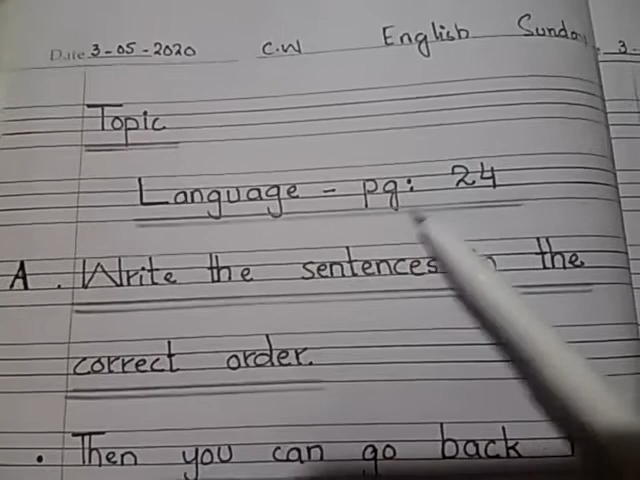 Date 3-05-2020 C.W English Sunday 3-
Topic
Language - pg: 24
A. Write the sentences the
correct order.
• Then you can go back